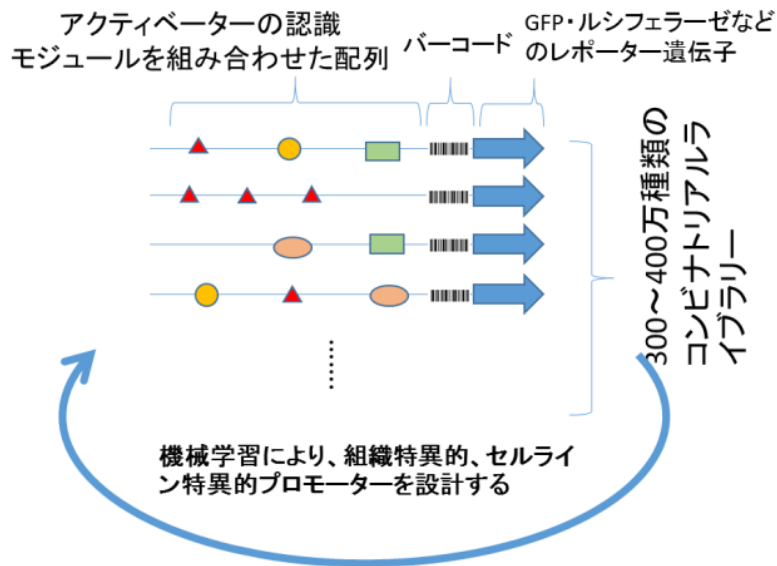 アクティベーターの認識
モジュールを組み合わせた配列
バーコード
GFP・ルシフェラーゼなど
のレポーター遺伝子
300～400万種類の
コンビナトリアルラ
イブラリー
……
機械学習により、組織特異的、セルライ
ン特異的プロモーターを設計する